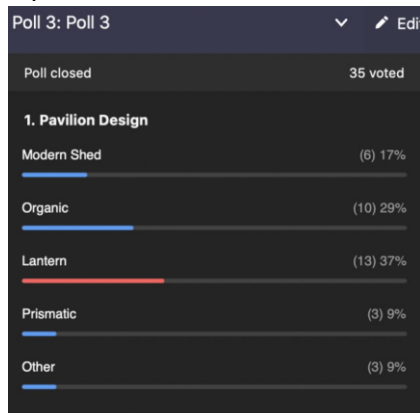 Poll 3: Poll 3 Edi
Poll closed 35 voted
1. Pavilion Design
Modern Shed (6) 17%
Organic (10) 29%
Lantern (13) 37%
Prismatic (3) 9%
Other (3) 9%